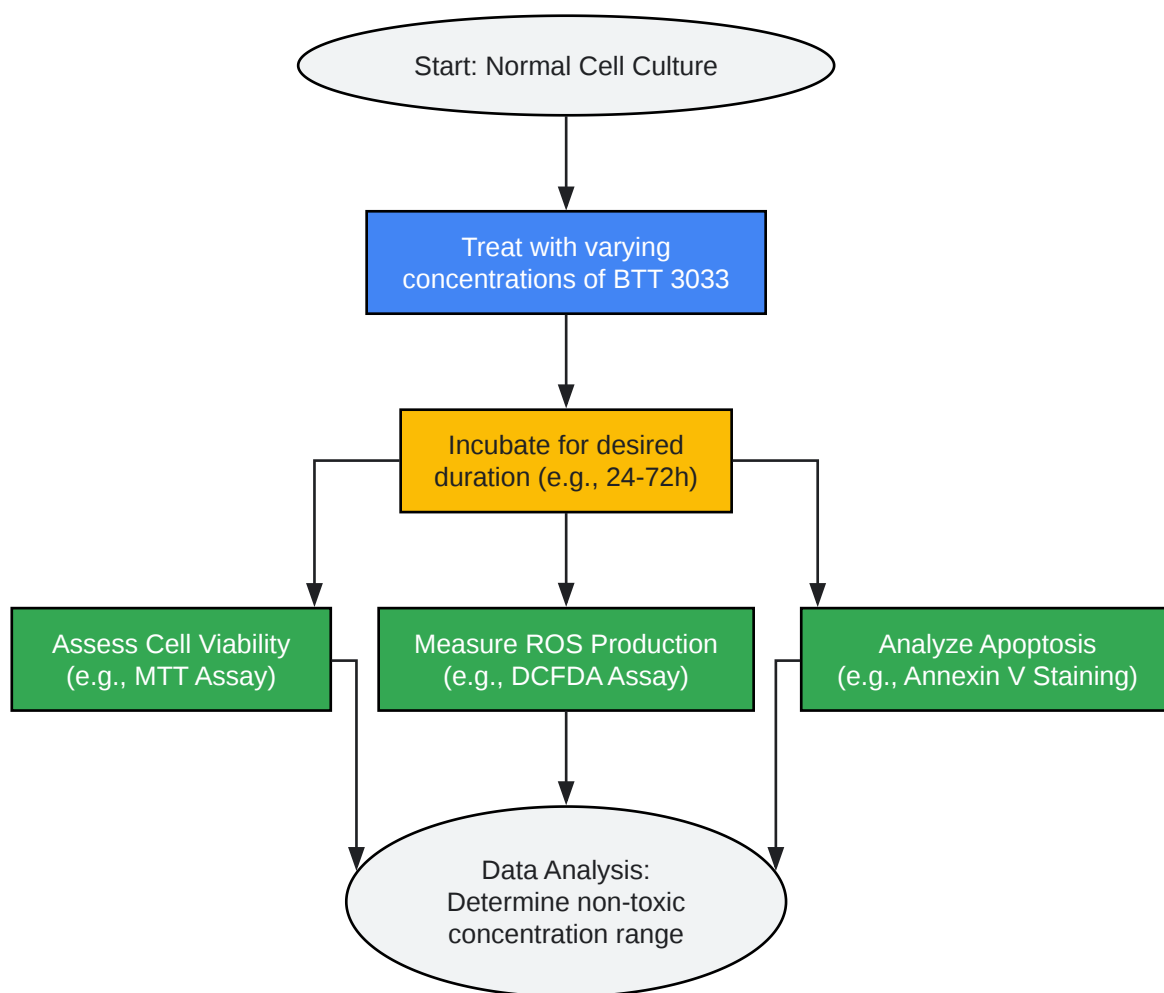 Start: Normal Cell Culture
Treat with varying
concentrations of BTT 3033
Incubate for desired
duration (e.g., 24-72h)
Assess Cell Viability
(e.g., MTT Assay)
Measure ROS Production
(e.g., DCFDA Assay)
Analyze Apoptosis
(e.g., Annexin V Staining)
Data Analysis:
Determine non-toxic
concentration range